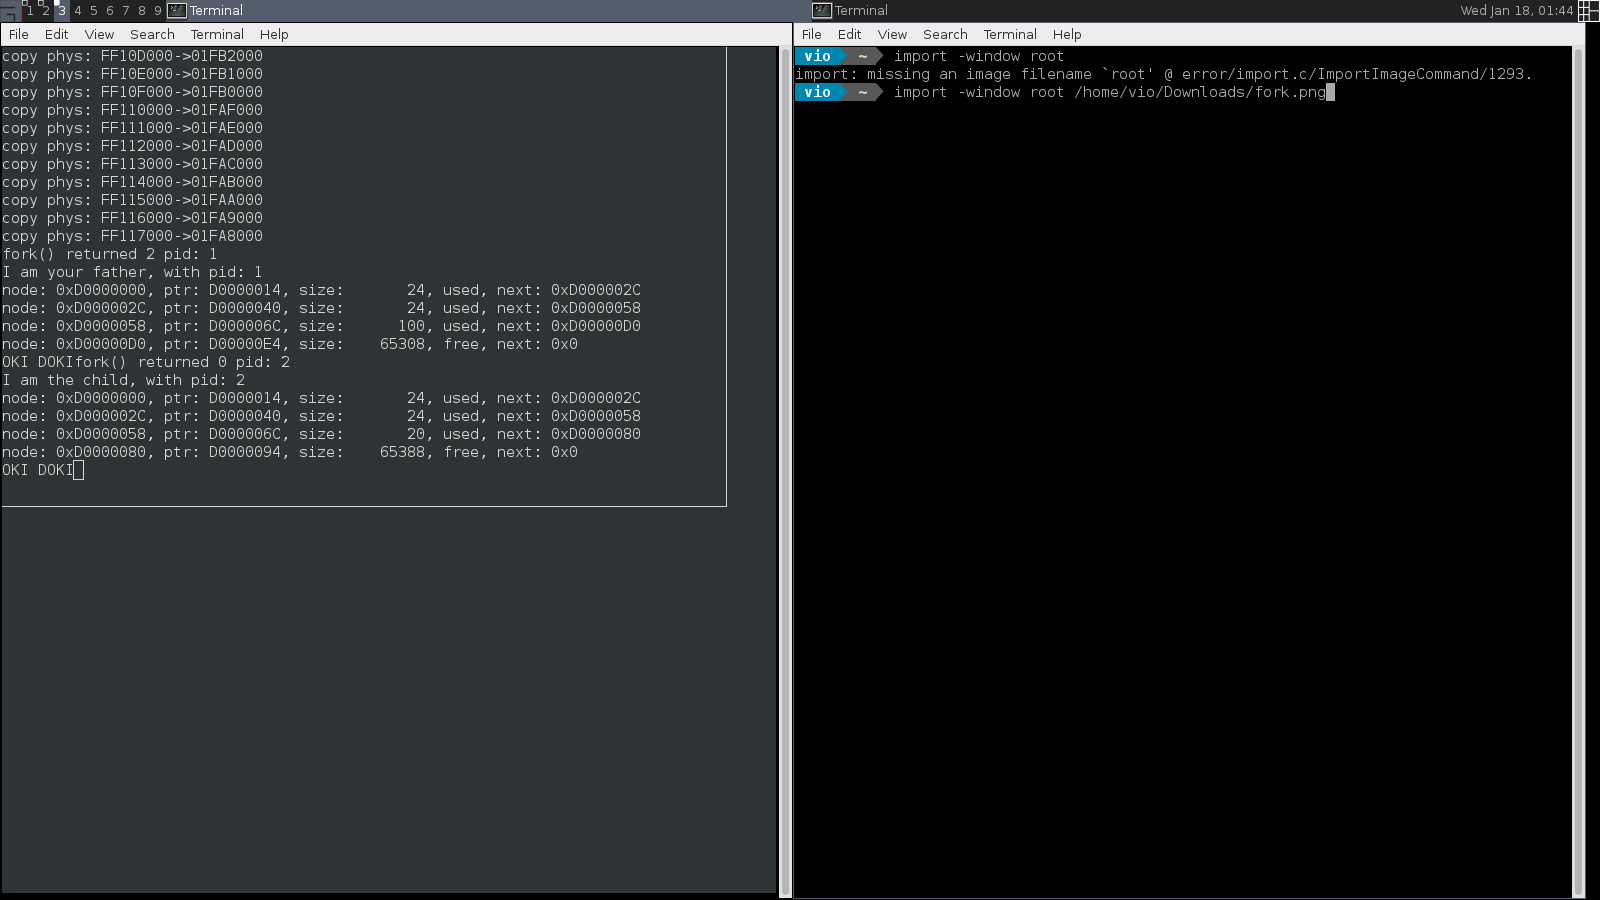 1 2 3 4 5 6 7 8 9 Terminal
Terminal
Wed Jan 18, 01:44
File Edit View Search Terminal Help
copy phys: FF10D000->01FB2000
copy phys: FF10E000->01FB1000
copy phys: FF10F000->01FB0000
copy phys: FF110000->01FAF000
copy phys: FF111000->01FAE000
copy phys: FF112000->01FAD000
copy phys: FF113000->01FAC000
copy phys: FF114000->01FAB000
copy phys: FF115000->01FAA000
copy phys: FF116000->01FA9000
copy phys: FF117000->01FA8000
fork() returned 2 pid: 1
I am your father, with pid: 1
node: 0xD0000000, ptr: D0000014, size:       24, used, next: 0xD000002C
node: 0xD000002C, ptr: D0000040, size:       24, used, next: 0xD0000058
node: 0xD0000058, ptr: D000006C, size:      100, used, next: 0xD00000D0
node: 0xD00000D0, ptr: D00000E4, size:    65308, free, next: 0x0
OKI DOKIfork() returned 0 pid: 2
I am the child, with pid: 2
node: 0xD0000000, ptr: D0000014, size:       24, used, next: 0xD000002C
node: 0xD000002C, ptr: D0000040, size:       24, used, next: 0xD0000058
node: 0xD0000058, ptr: D000006C, size:       20, used, next: 0xD0000080
node: 0xD0000080, ptr: D0000094, size:    65388, free, next: 0x0
OKI DOKI
File Edit View Search Terminal Help
vio ~ import -window root
import: missing an image filename `root' @ error/import.c/ImportImageCommand/1293.
vio ~ import -window root /home/vio/Downloads/fork.png